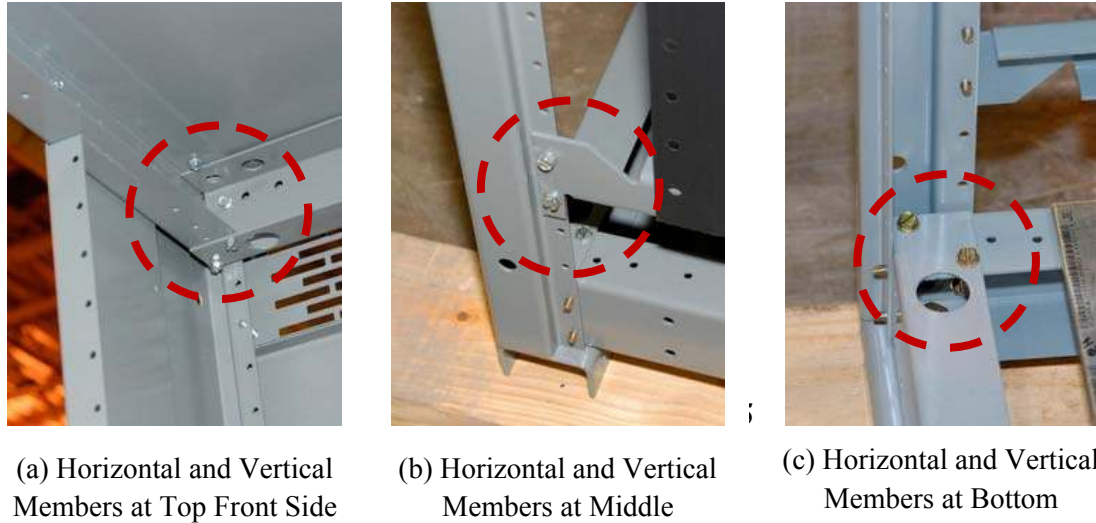 (a) Horizontal and Vertical
Members at Top Front Side
(b) Horizontal and Vertical
Members at Middle
(c) Horizontal and Vertical
Members at Bottom